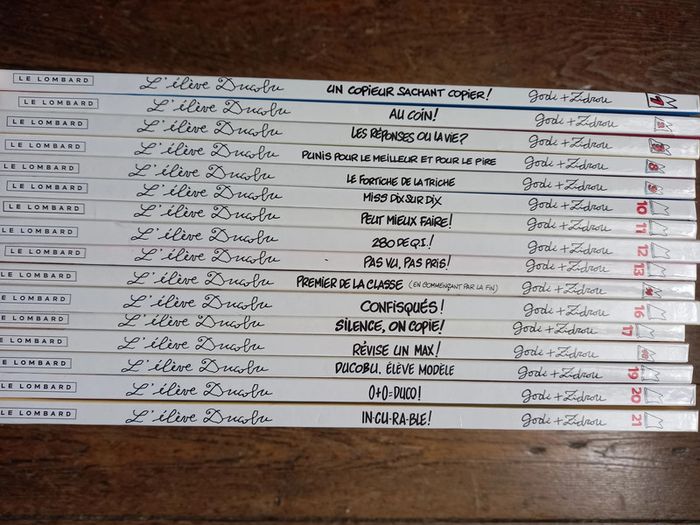 LE LOMBARD L'élève Ducobu UN COPIEUR SACHANT COPIER! godi + Zidrou 1
LE LOMBARD L'élève Ducobu AU COIN! godi + Zidrou
LE LOMBARD L'élève Ducobu LES RÉPONSES OU LA VIE? godi + Zidrou
LE LOMBARD L'élève Ducobu PUNIS POUR LE MEILLEUR ET POUR LE PIRE godi + Zidrou 8
LE LOMBARD L'élève Ducobu LE FORTICHE DE LA TRICHE godi + Zidrou 9
LE LOMBARD L'élève Ducobu MISS DIX SUR DIX godi + Zidrou 10
LE LOMBARD L'élève Ducobu PEUT MIEUX FAIRE! godi + Zidrou 11
LE LOMBARD L'élève Ducobu 280 DE Q.I.! godi + Zidrou 12
LE LOMBARD L'élève Ducobu PAS VU, PAS PRIS! godi + Zidrou 13
LE LOMBARD L'élève Ducobu PREMIER DE LA CLASSE (EN COMMENÇANT PAR LA FIN) godi + Zidrou 14
LE LOMBARD L'élève Ducobu CONFISQUÉS! godi + Zidrou 16
LE LOMBARD L'élève Ducobu SILENCE, ON COPIE! godi + Zidrou 17
LE LOMBARD L'élève Ducobu RÉVISE UN MAX! godi + Zidrou
LE LOMBARD L'élève Ducobu DUCOBU, ÉLÈVE MODÈLE godi + Zidrou 19
LE LOMBARD L'élève Ducobu 0+0=DUCO! godi + Zidrou 20
LE LOMBARD L'élève Ducobu IN-CU-RA-BLE! godi + Zidrou 21